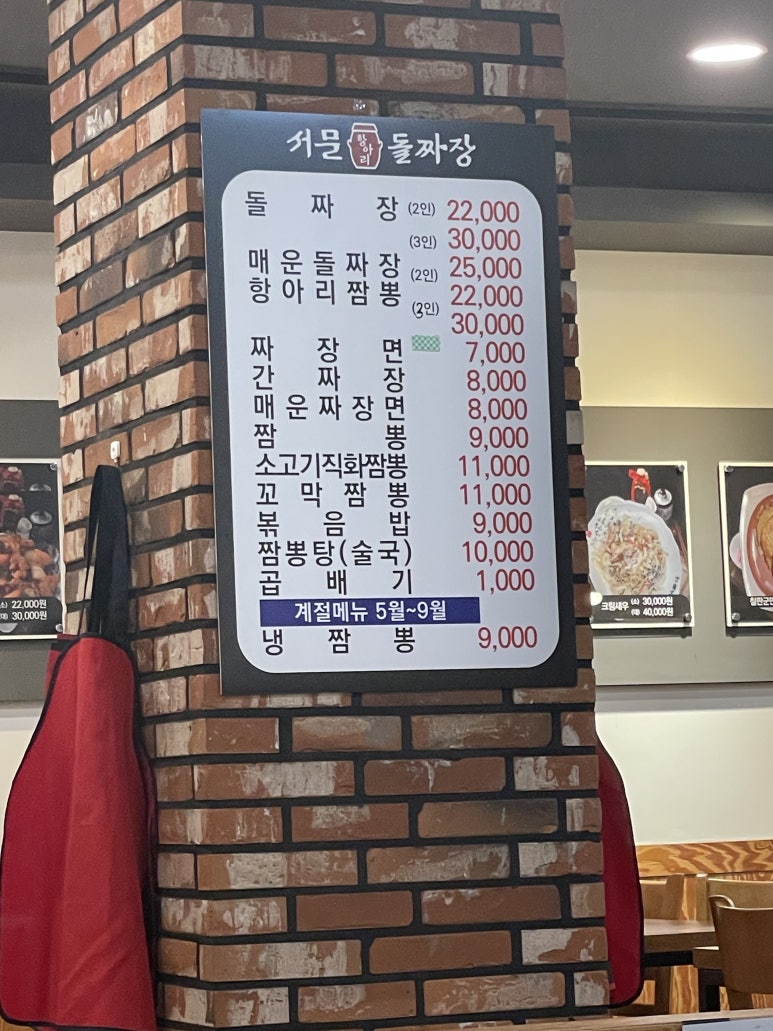 서문 항아리 돌짜장
돌짜장 (2인) 22,000
(3인) 30,000
매운돌짜장 (2인) 25,000
항아리짬뽕 22,000
(3인) 30,000
짜장면 7,000
간짜장 8,000
매운짜장면 8,000
짬뽕 9,000
소고기직화짬뽕 11,000
꼬막짬뽕 11,000
볶음밥 9,000
짬뽕탕(술국) 10,000
곱배기 1,000
계절메뉴 5월~9월
냉짬뽕 9,000
(소) 22,000원
(대) 30,000원
크림새우 (소) 30,000원
(대) 40,000원